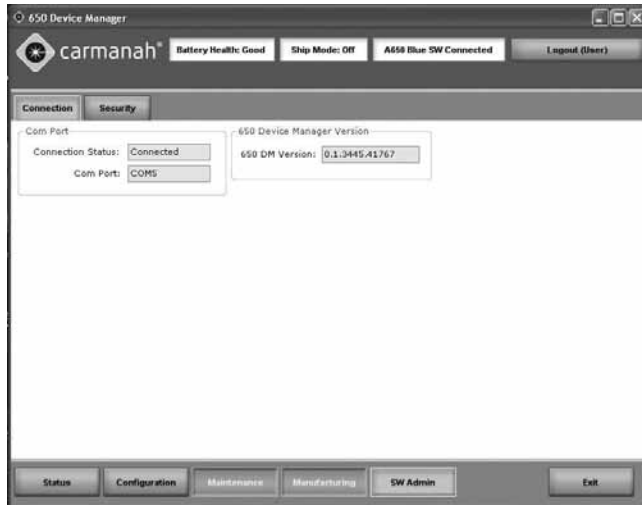 650 Device Manager
carmanah®
Battery Health: Good
Ship Mode: Off
A650 Blue SW Connected
Logout (User)
Connection
Security
Com Port
650 Device Manager Version
Connection Status: Connected
650 DM Version: 0.1.3445.41767
Com Port: COM5
Status
Configuration
Maintenance
Manufacturing
SW Admin
Exit